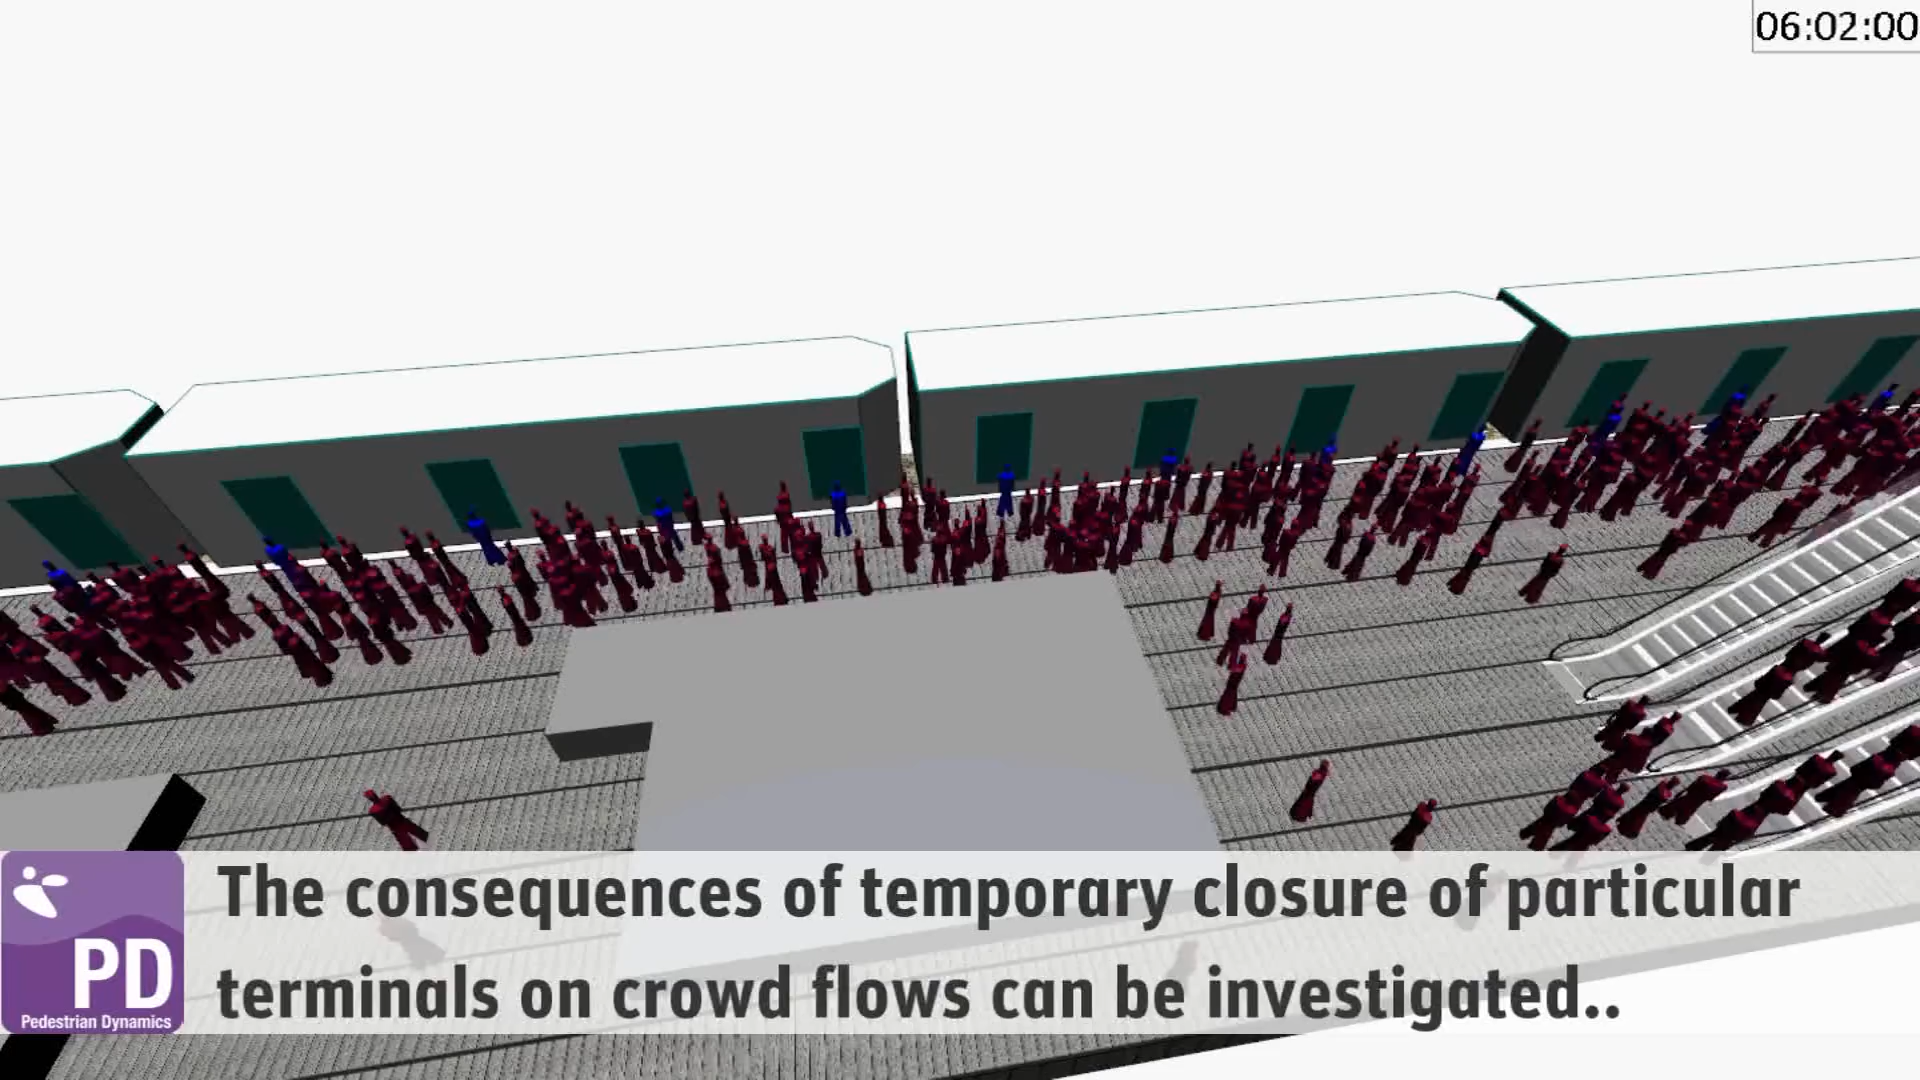 06:02:00
The consequences of temporary closure of particular
terminals on crowd flows can be investigated..
PD
Pedestrian Dynamics